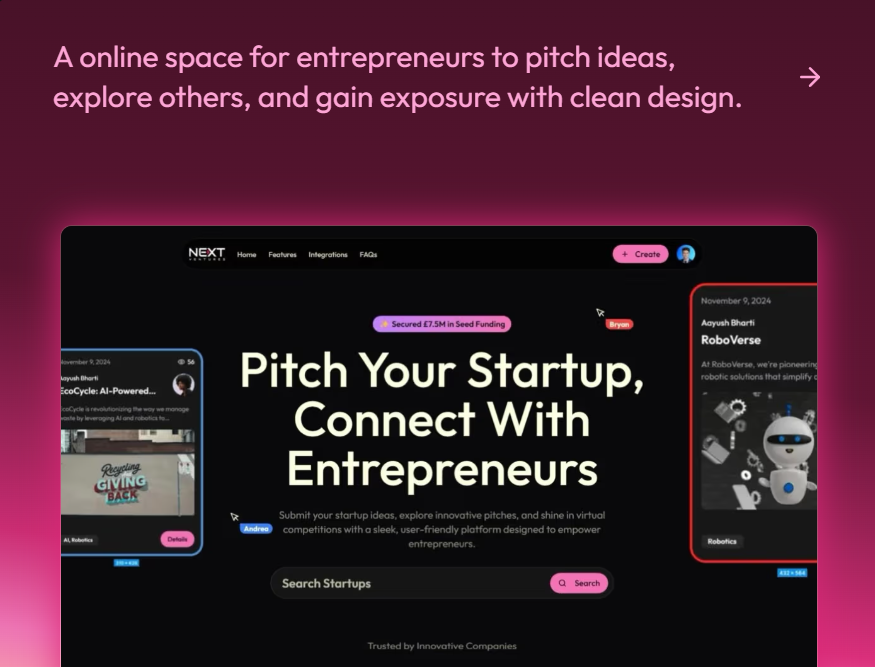 A online space for entrepreneurs to pitch ideas,
explore others, and gain exposure with clean design.
NEXT
VENTURES
Home
Features
Integrations
FAQs
+ Create
Secured £7.5M in Seed Funding
Bryan
Pitch Your Startup,
Connect With
Entrepreneurs
Andrea
Submit your startup ideas, explore innovative pitches, and shine in virtual
competitions with a sleek, user-friendly platform designed to empower
entrepreneurs.
Search Startups
Search
Trusted by Innovative Companies
November 9, 2024
56
Aayush Bharti
EcoCycle: AI-Powered...
EcoCycle is revolutionizing the way we manage
waste by leveraging AI and robotics to...
Recycling
GIVING
BACK
AI, Robotics
Details
November 9, 2024
Aayush Bharti
RoboVerse
At RoboVerse, we're pioneering
robotic solutions that simplify
Robotics
432 × 564